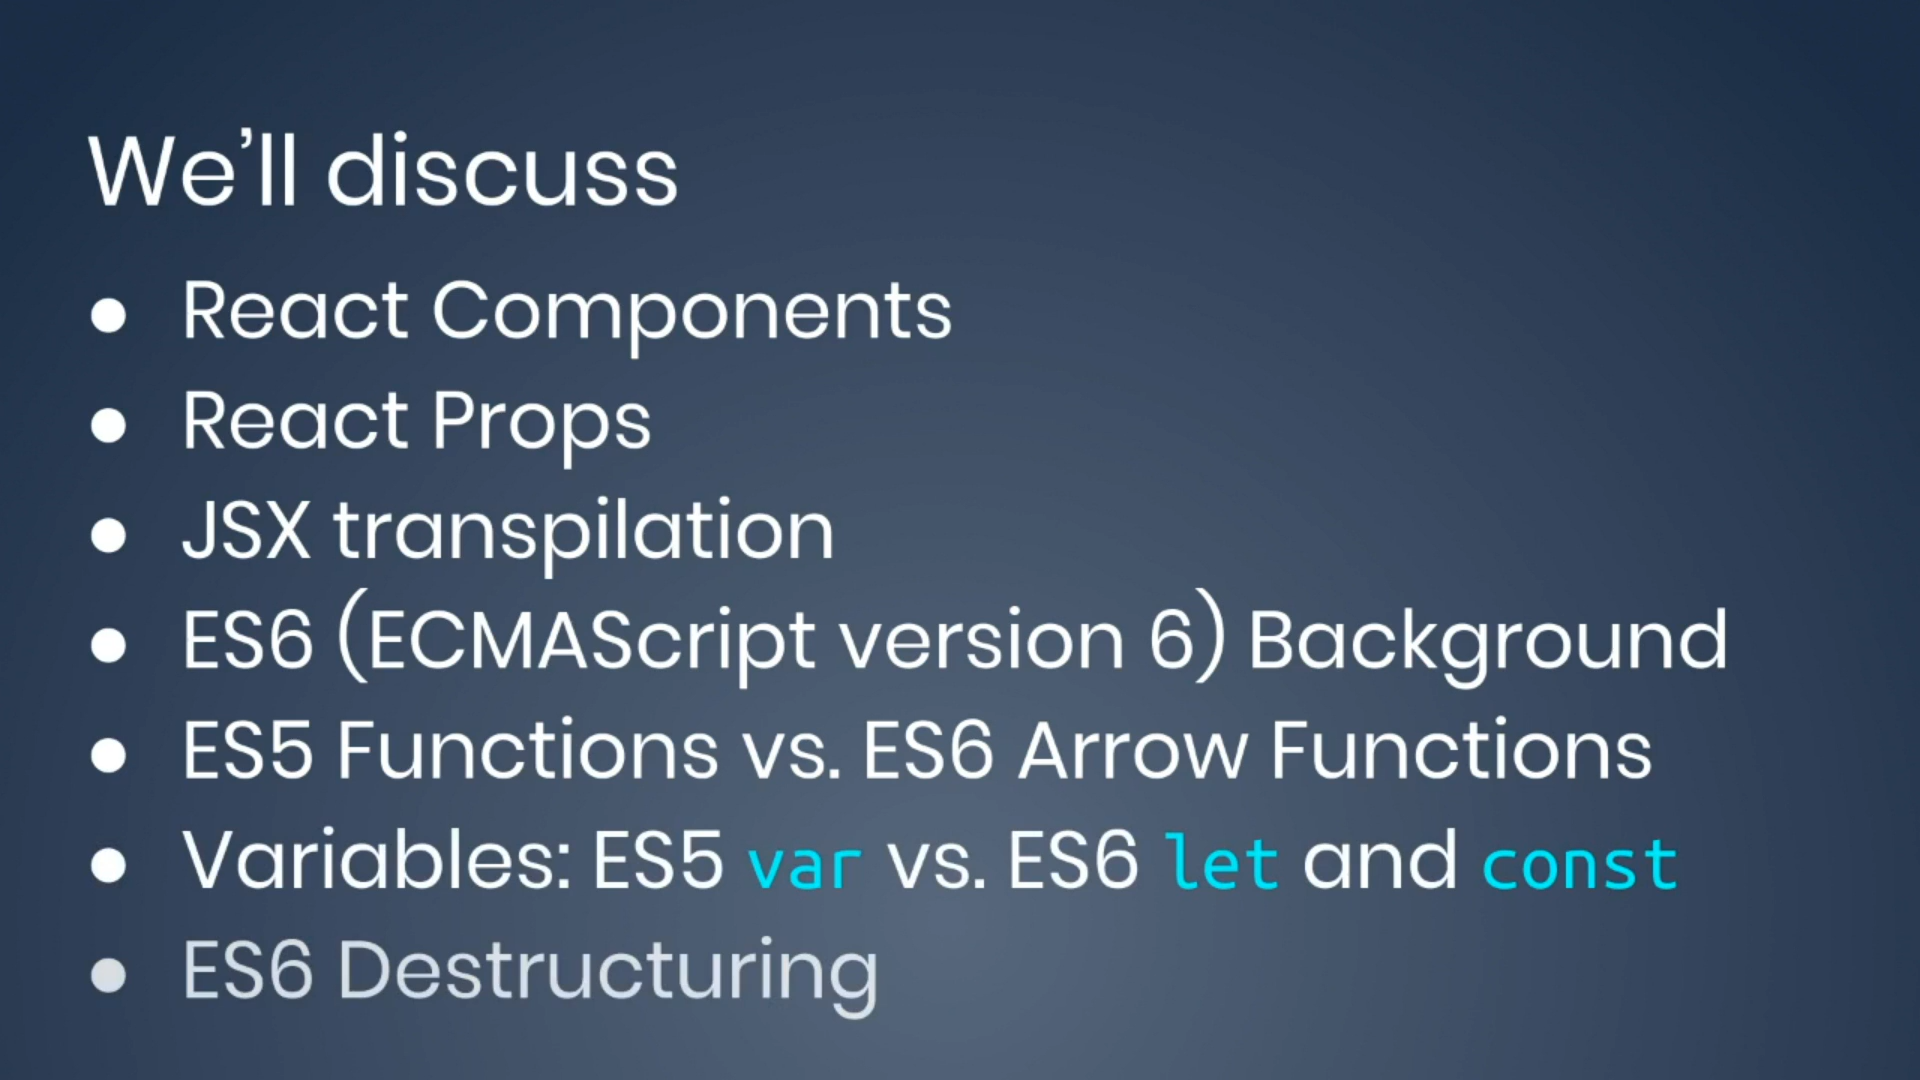 We’ll discuss
● React Components
● React Props
● JSX transpilation
● ES6 (ECMAScript version 6) Background
● ES5 Functions vs. ES6 Arrow Functions
● Variables: ES5 var vs. ES6 let and const
● ES6 Destructuring